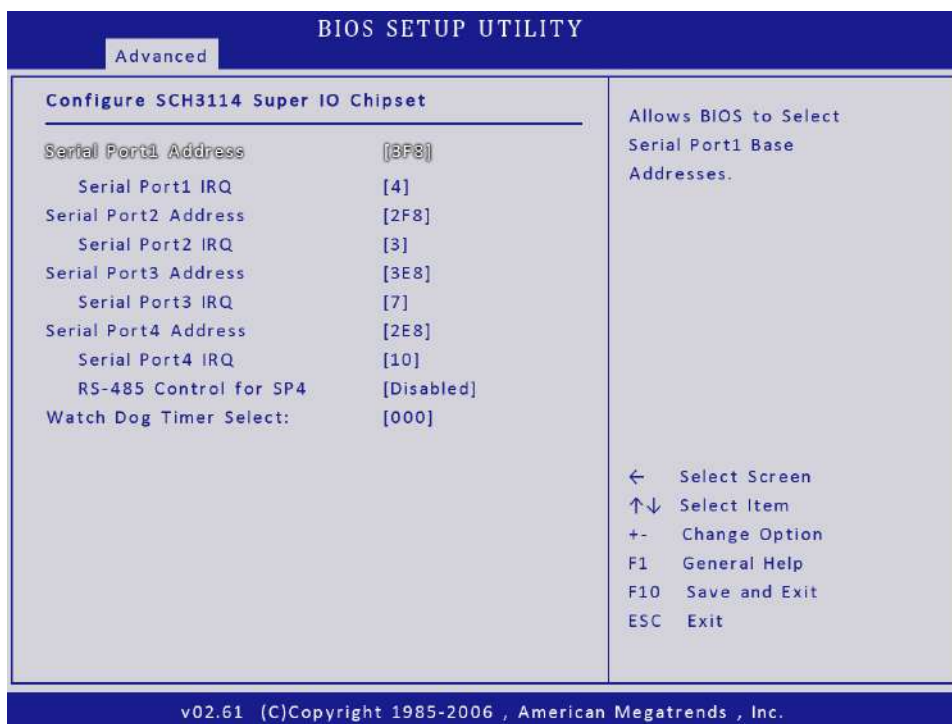 BIOS SETUP UTILITY
Advanced
Configure SCH3114 Super IO Chipset
Serial Port1 Address [3F8]
Serial Port1 IRQ [4]
Serial Port2 Address [2F8]
Serial Port2 IRQ [3]
Serial Port3 Address [3E8]
Serial Port3 IRQ [7]
Serial Port4 Address [2E8]
Serial Port4 IRQ [10]
RS-485 Control for SP4 [Disabled]
Watch Dog Timer Select: [000]
Allows BIOS to Select
Serial Port1 Base
Addresses.
← Select Screen
↑↓ Select Item
+- Change Option
F1 General Help
F10 Save and Exit
ESC Exit
v02.61 (C)Copyright 1985-2006 , American Megatrends , Inc.